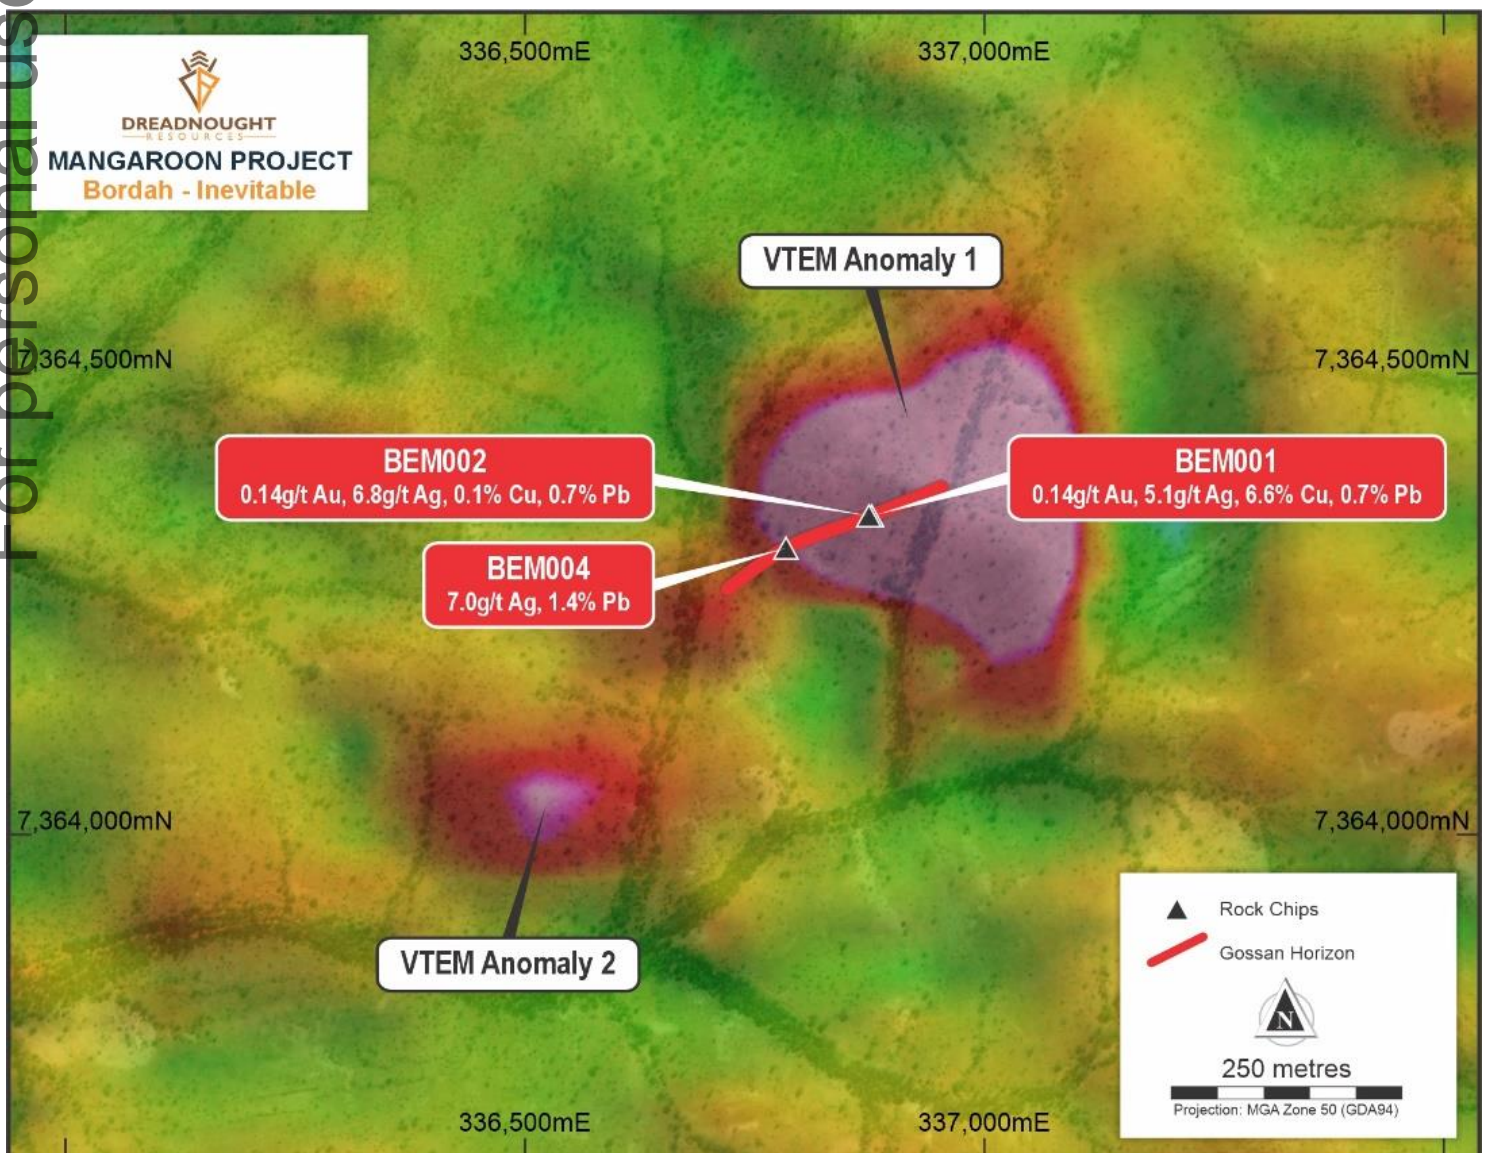 For personal use
DREADNOUGHT
RESOURCES
MANGAROON PROJECT
Bordah - Inevitable
336,500mE
337,000mE
VTEM Anomaly 1
7,364,500mN
7,364,500mN
BEM002
0.14g/t Au, 6.8g/t Ag, 0.1% Cu, 0.7% Pb
BEM001
0.14g/t Au, 5.1g/t Ag, 6.6% Cu, 0.7% Pb
BEM004
7.0g/t Ag, 1.4% Pb
7,364,000mN
7,364,000mN
VTEM Anomaly 2
Rock Chips
Gossan Horizon
N
250 metres
Projection: MGA Zone 50 (GDA94)
336,500mE
337,000mE